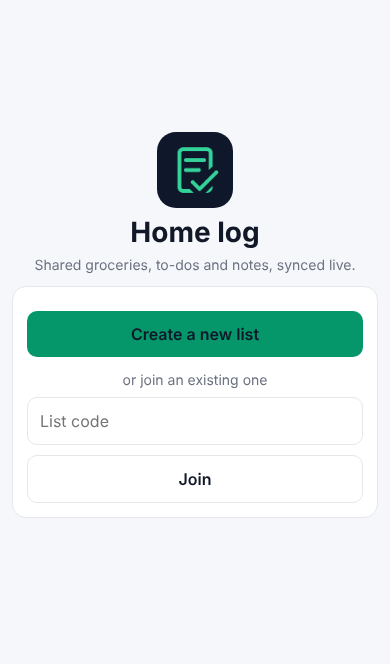 Home log
Shared groceries, to-dos and notes, synced live.
Create a new list
or join an existing one
List code
Join